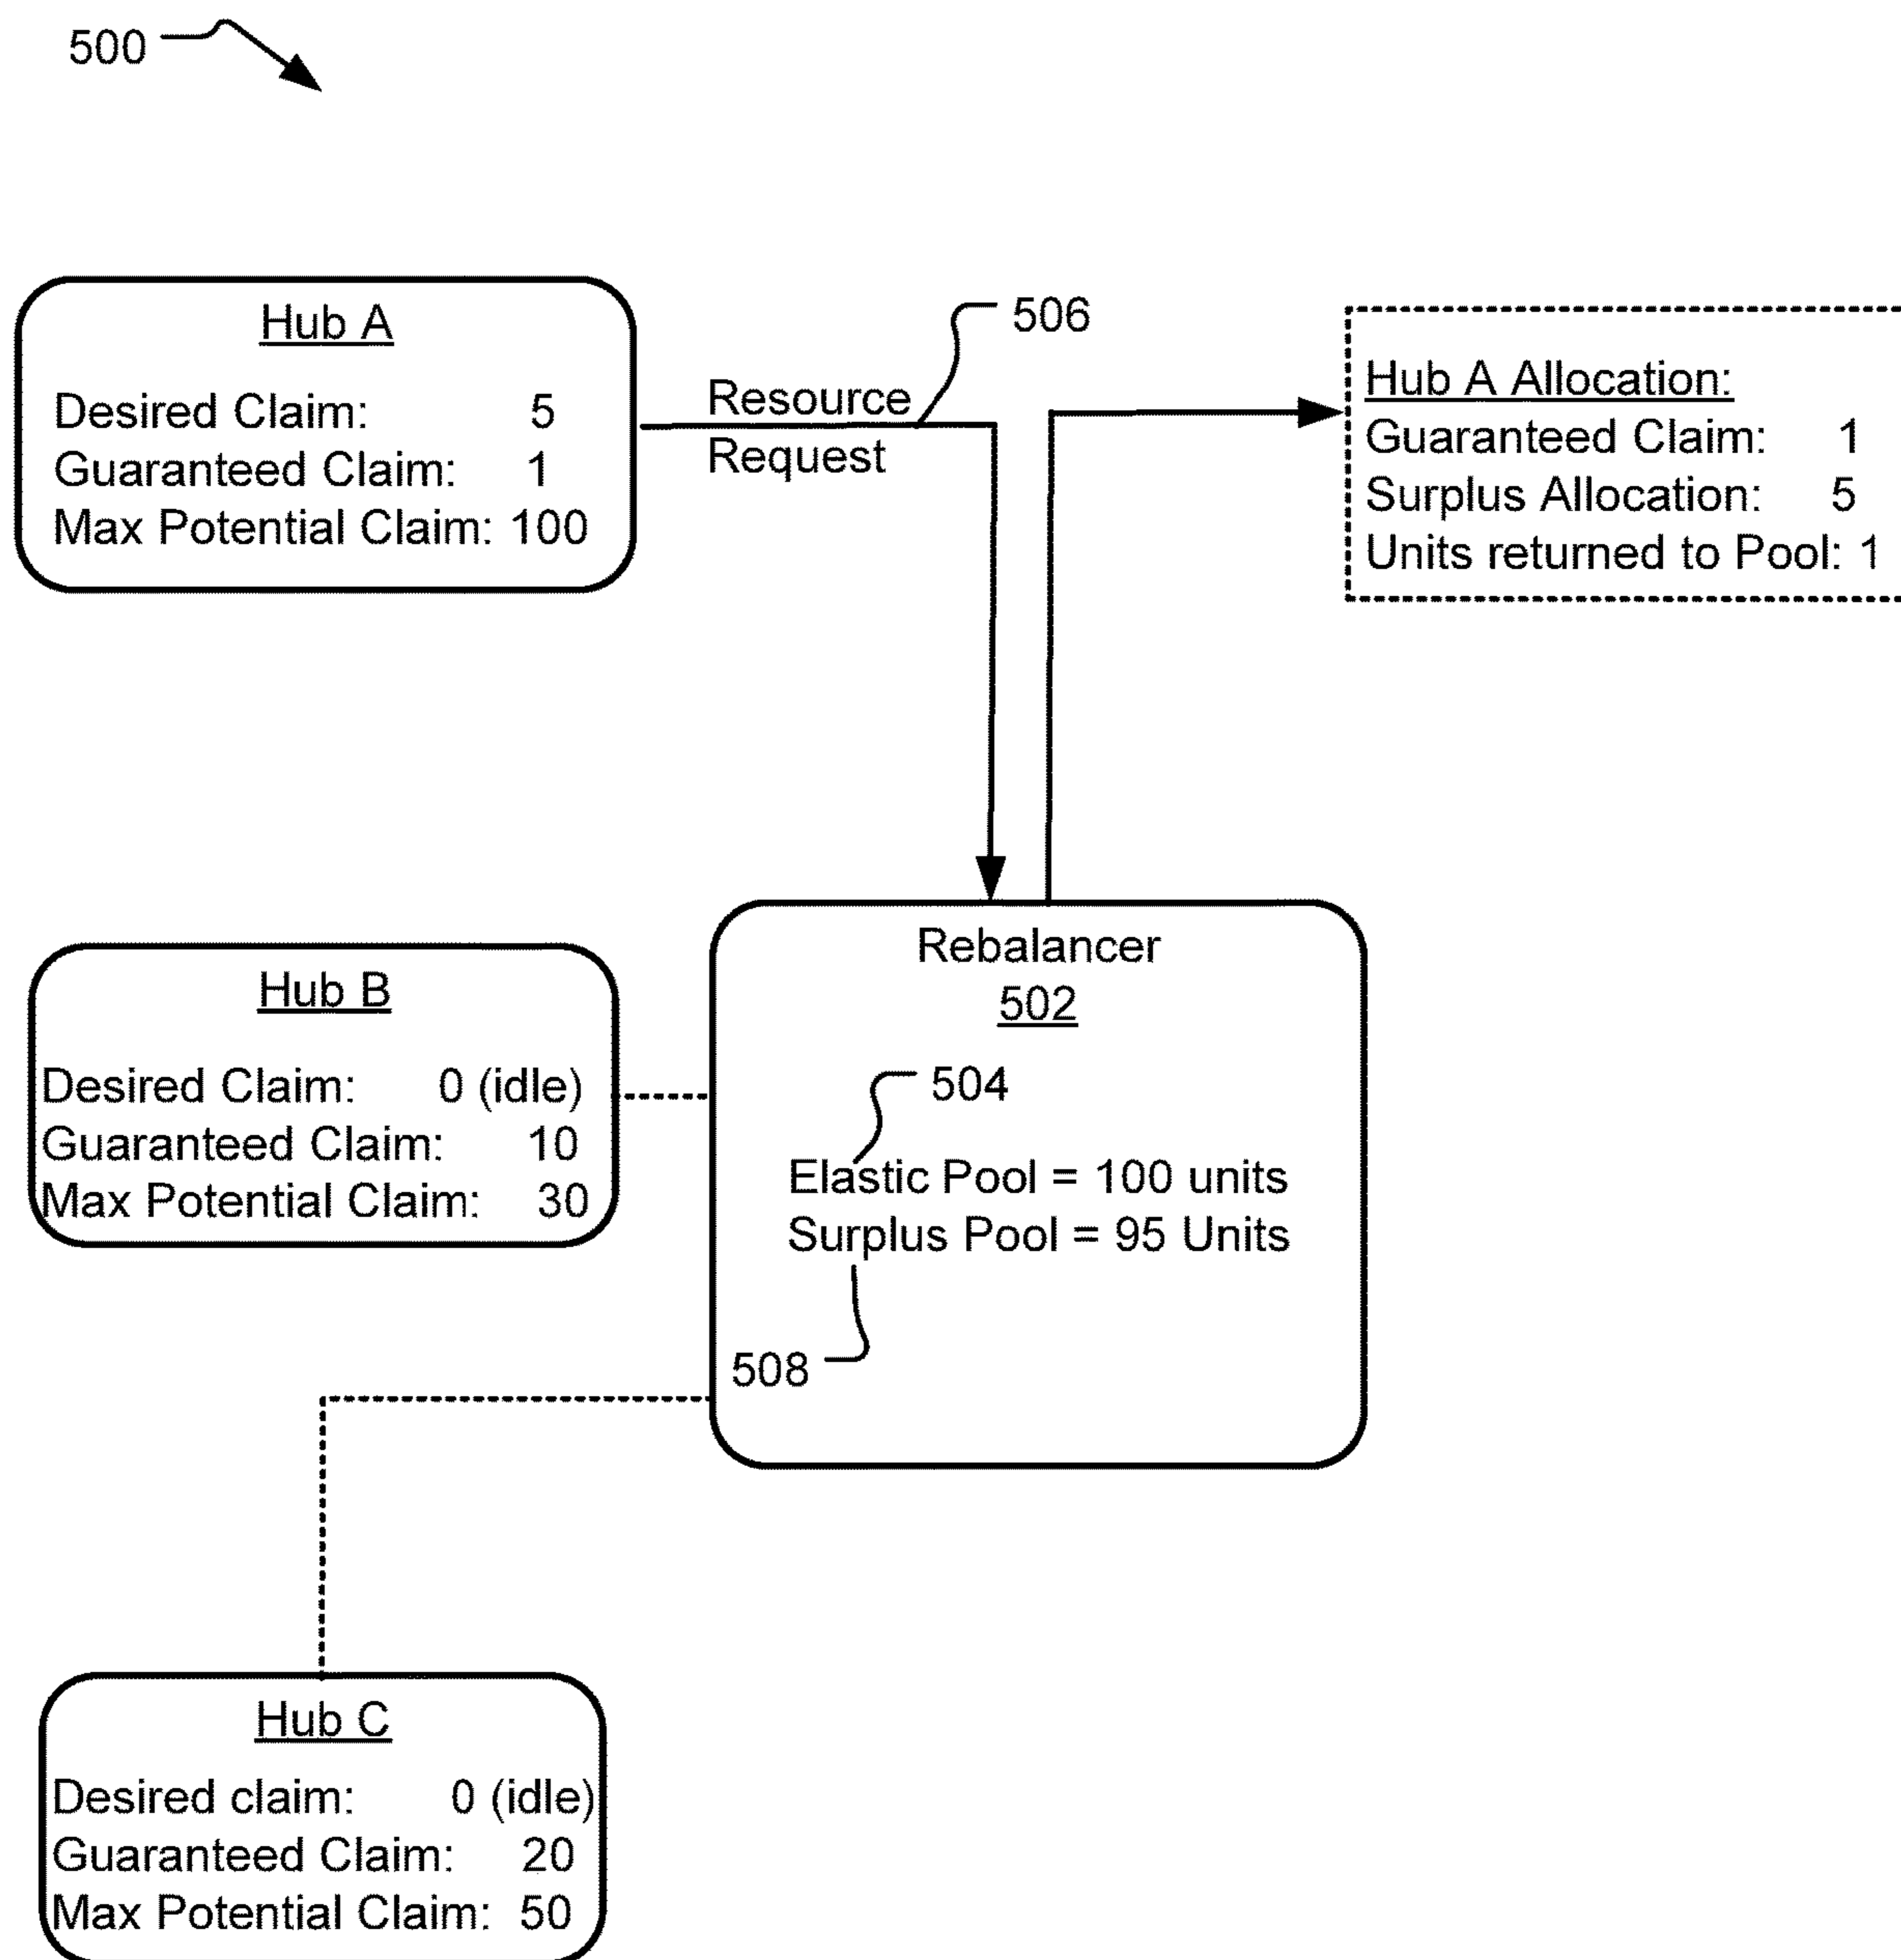 500
Hub A
Desired Claim: 5
Guaranteed Claim: 1
Max Potential Claim: 100
Resource
Request
506
Hub A Allocation:
Guaranteed Claim: 1
Surplus Allocation: 5
Units returned to Pool: 1
Hub B
Desired Claim: 0 (idle)
Guaranteed Claim: 10
Max Potential Claim: 30
Rebalancer
502
504
Elastic Pool = 100 units
Surplus Pool = 95 Units
508
Hub C
Desired claim: 0 (idle)
Guaranteed Claim: 20
Max Potential Claim: 50